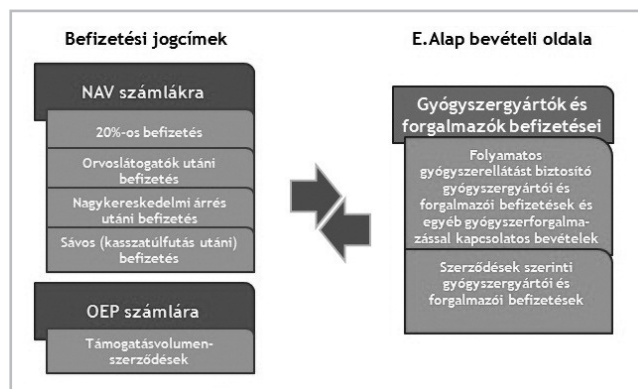 Befizetési jogcímek
NAV számlákra
20%-os befizetés
Orvoslátogatók utáni
befizetés
Nagykereskedelmi árrés
utáni befizetés
Sávos (kasszatúlfutás utáni)
befizetés
OEP számlára
Támogatásvolumen-
szerződések
E.Alap bevételi oldala
Gyógyszergyártók és
forgalmazók befizetései
Folyamatos
gyógyszerellátást biztosító
gyógyszergyártói és
forgalmazói befizetések és
egyéb gyógyszerforgalma-
zással kapcsolatos bevételek
Szerződések szerinti
gyógyszergyártói és
forgalmazói befizetések